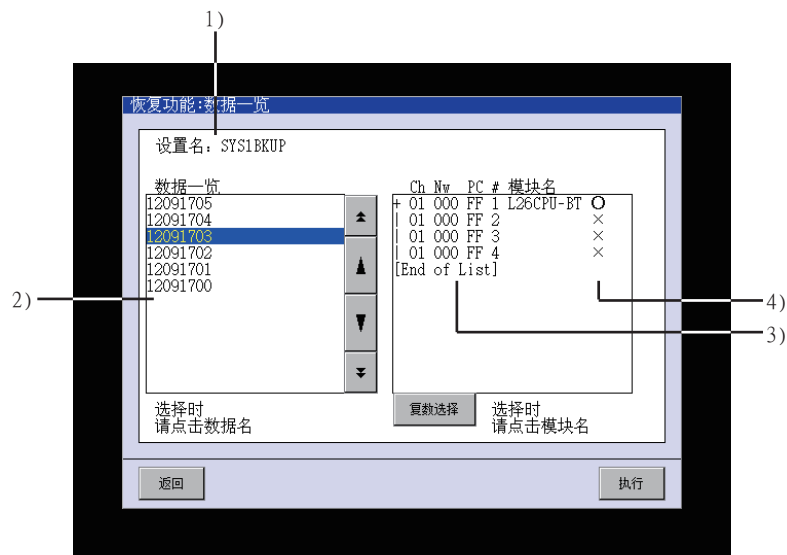 1)
恢复功能:数据一览
设置名: SYS1BKUP
数据一览
12091705
12091704
12091703
12091702
12091701
12091700
Ch Nw PC # 模块名
+ 01 000 FF 1 L26CPU-BT O
| 01 000 FF 2 ×
| 01 000 FF 3 ×
| 01 000 FF 4 ×
[End of List]
2)
4)
3)
选择时
请点击数据名
复数选择
选择时
请点击模块名
返回
执行